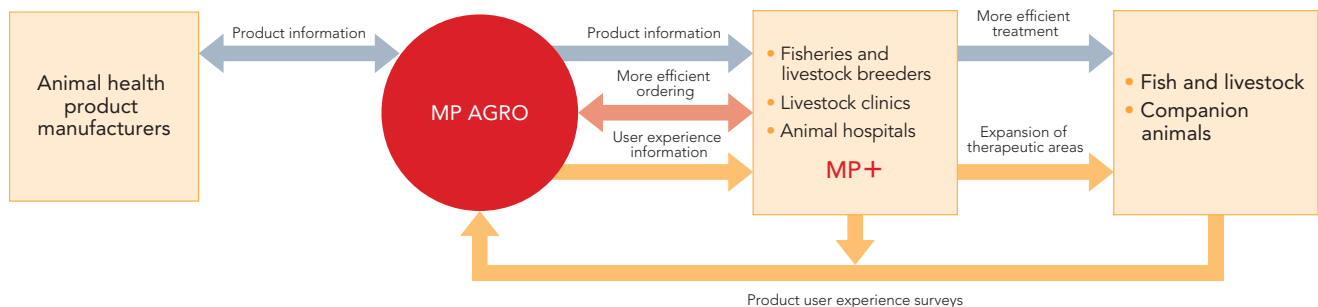 Animal health
product
manufacturers
Product information
MP AGRO
Product information
More efficient
ordering
User experience
information
• Fisheries and
livestock breeders
• Livestock clinics
• Animal hospitals
MP+
More efficient
treatment
Expansion of
therapeutic areas
• Fish and livestock
• Companion
animals
Product user experience surveys